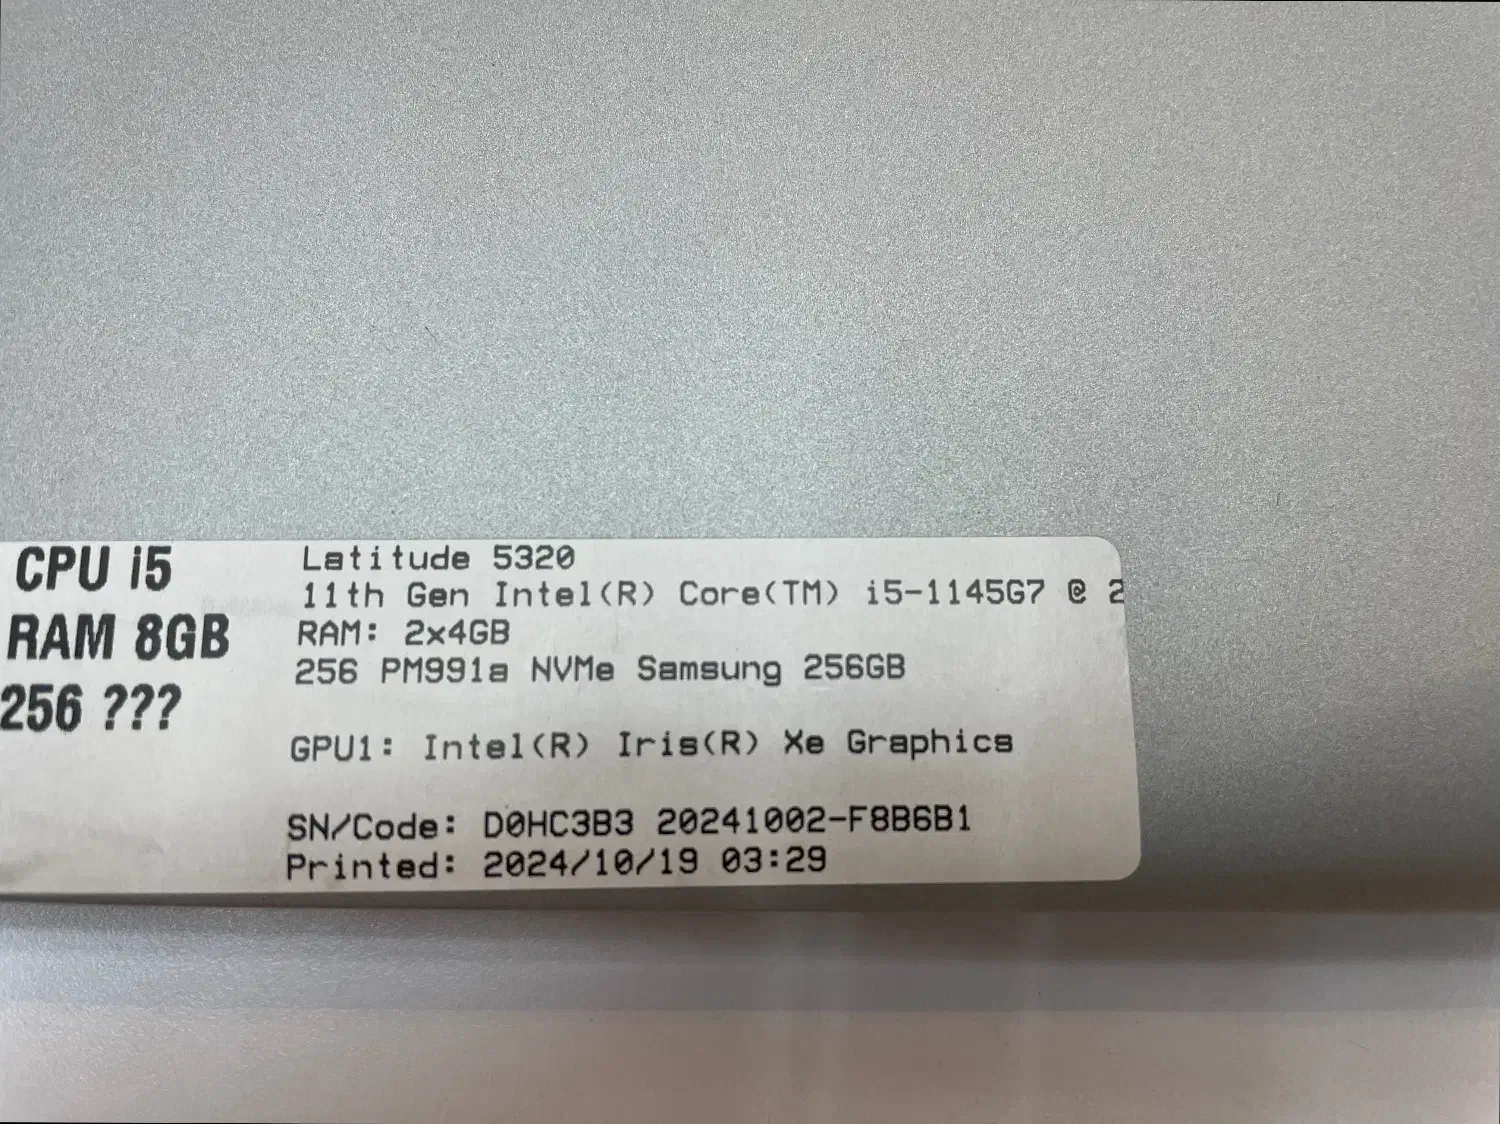 CPU i5
RAM 8GB
256 ???
Latitude 5320
11th Gen Intel(R) Core(TM) i5-1145G7 @ 2
RAM: 2x4GB
256 PM991a NVMe Samsung 256GB
GPU1: Intel(R) Iris(R) Xe Graphics
SN/Code: D0HC3B3 20241002-F8B6B1
Printed: 2024/10/19 03:29